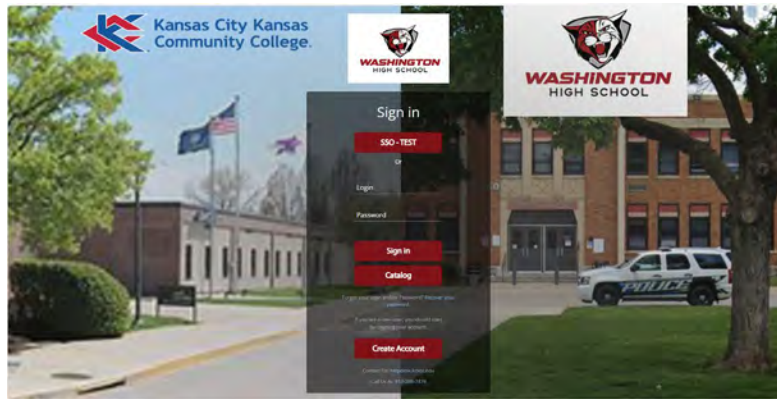 Kansas City Kansas
Community College.
WASHINGTON
HIGH SCHOOL
WASHINGTON
HIGH SCHOOL
Sign in
SSO - TEST
or
Login
Password
Sign in
Catalog
Create Account
POLICE